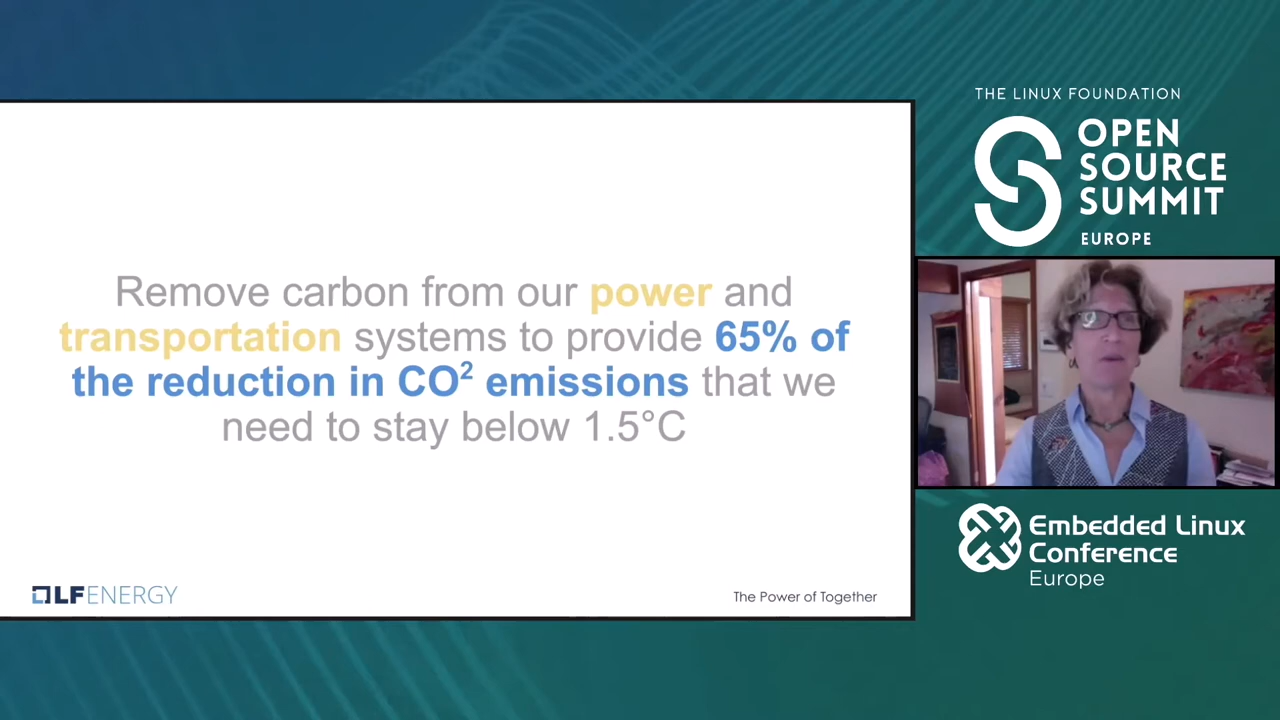 Remove carbon from our power and
transportation systems to provide 65% of
the reduction in CO² emissions that we
need to stay below 1.5°C
LFENERGY
The Power of Together
THE LINUX FOUNDATION
OPEN
SOURCE
SUMMIT
EUROPE
Embedded Linux
Conference
Europe